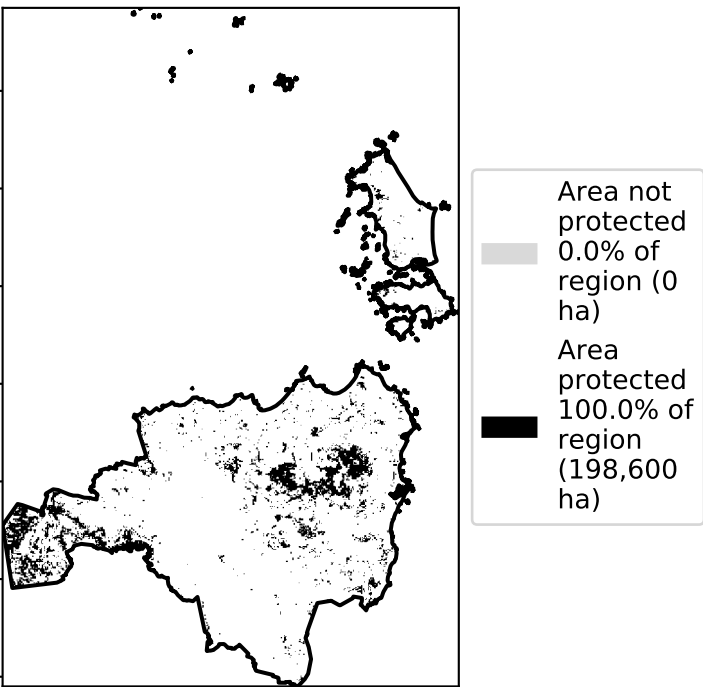 Area not
protected
0.0% of
region (0
ha)
Area
protected
100.0% of
region
(198,600
ha)